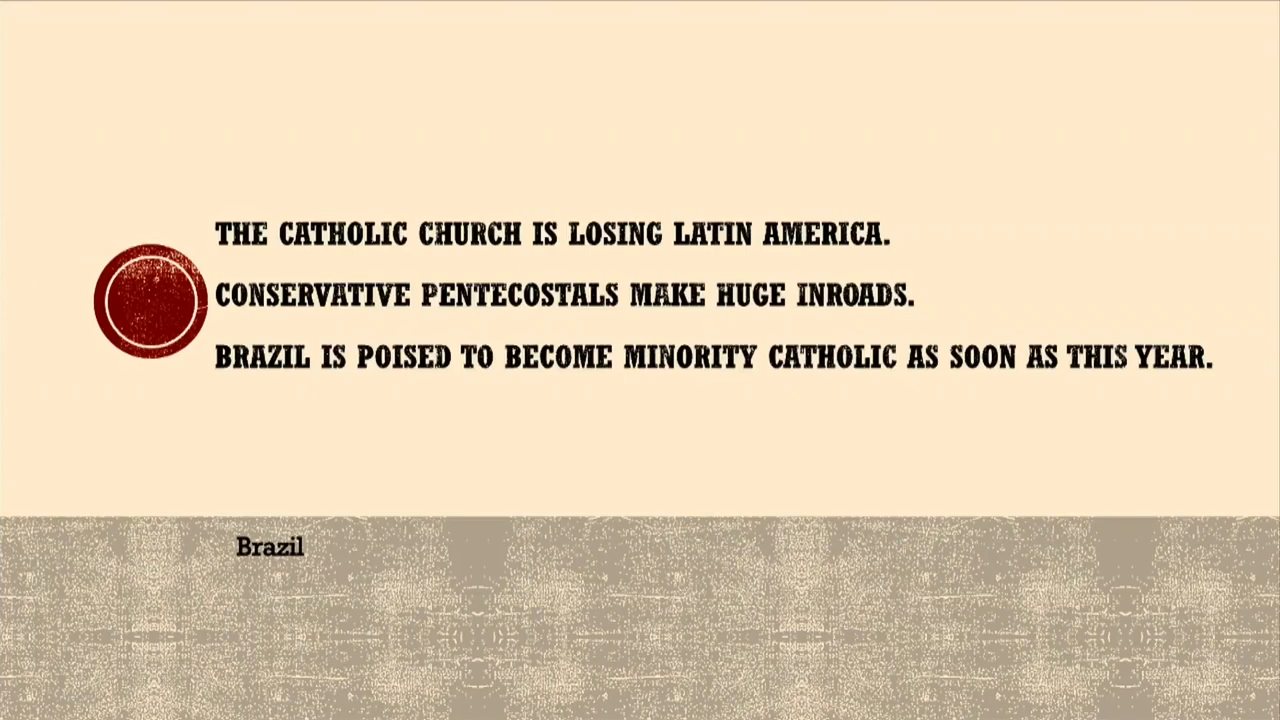 THE CATHOLIC CHURCH IS LOSING LATIN AMERICA.
CONSERVATIVE PENTECOSTALS MAKE HUGE INROADS.
BRAZIL IS POISED TO BECOME MINORITY CATHOLIC AS SOON AS THIS YEAR.
Brazil